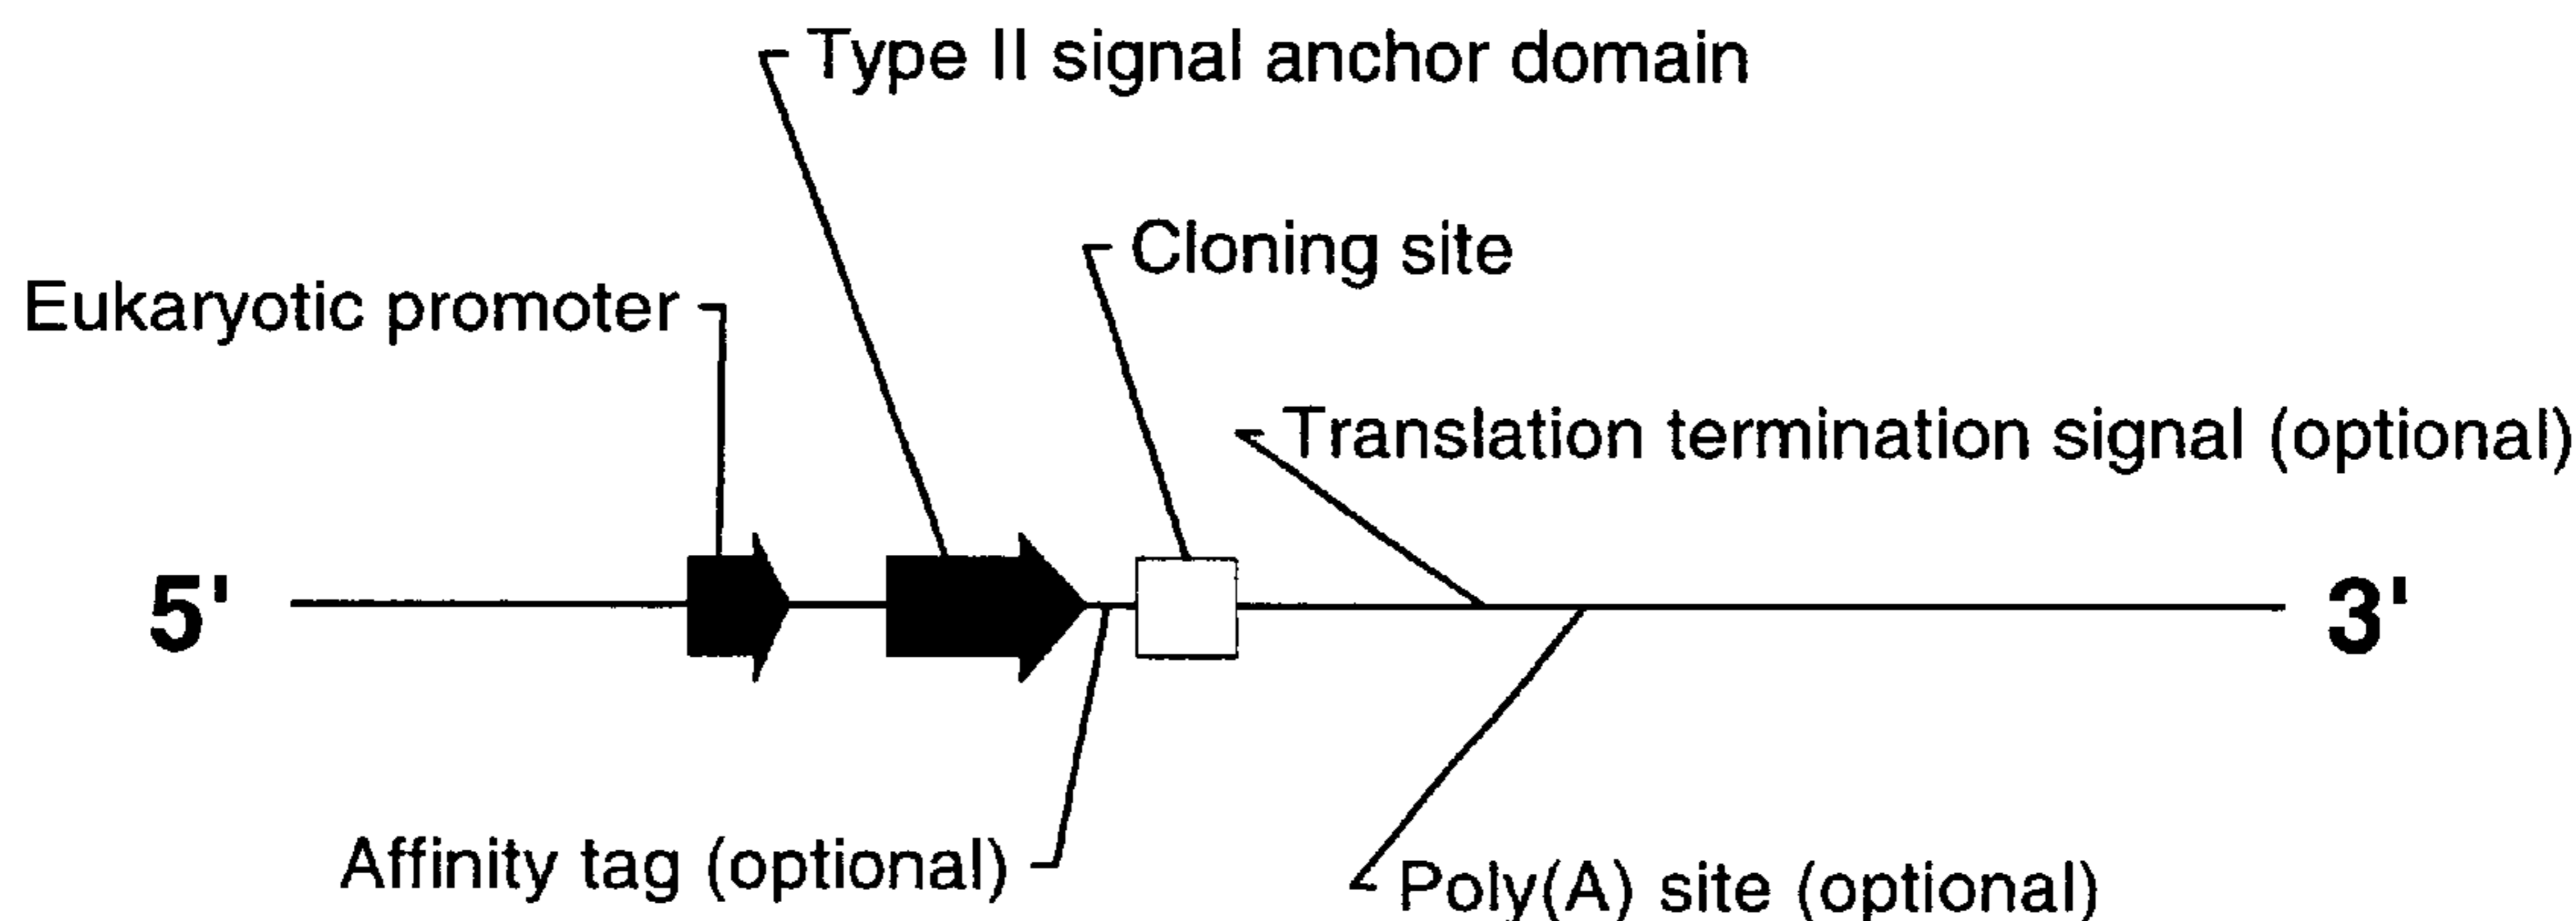 Type II signal anchor domain
Cloning site
Eukaryotic promoter
Translation termination signal (optional)
5' 3'
Affinity tag (optional)
Poly(A) site (optional)